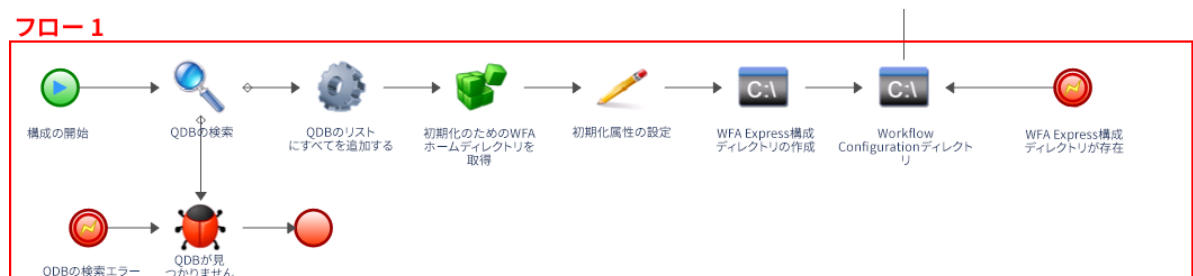 フロー 1
構成の開始
QDBの検索
QDBのリスト
にすべてを追加する
初期化のためのWFA
ホームディレクトリを
取得
初期化属性の設定
C:\
WFA Express構成
ディレクトリの作成
C:\
Workflow
Configurationディレクト
リ
WFA Express構成
ディレクトリが存在
QDBの検索エラー
QDBが見
つかりません